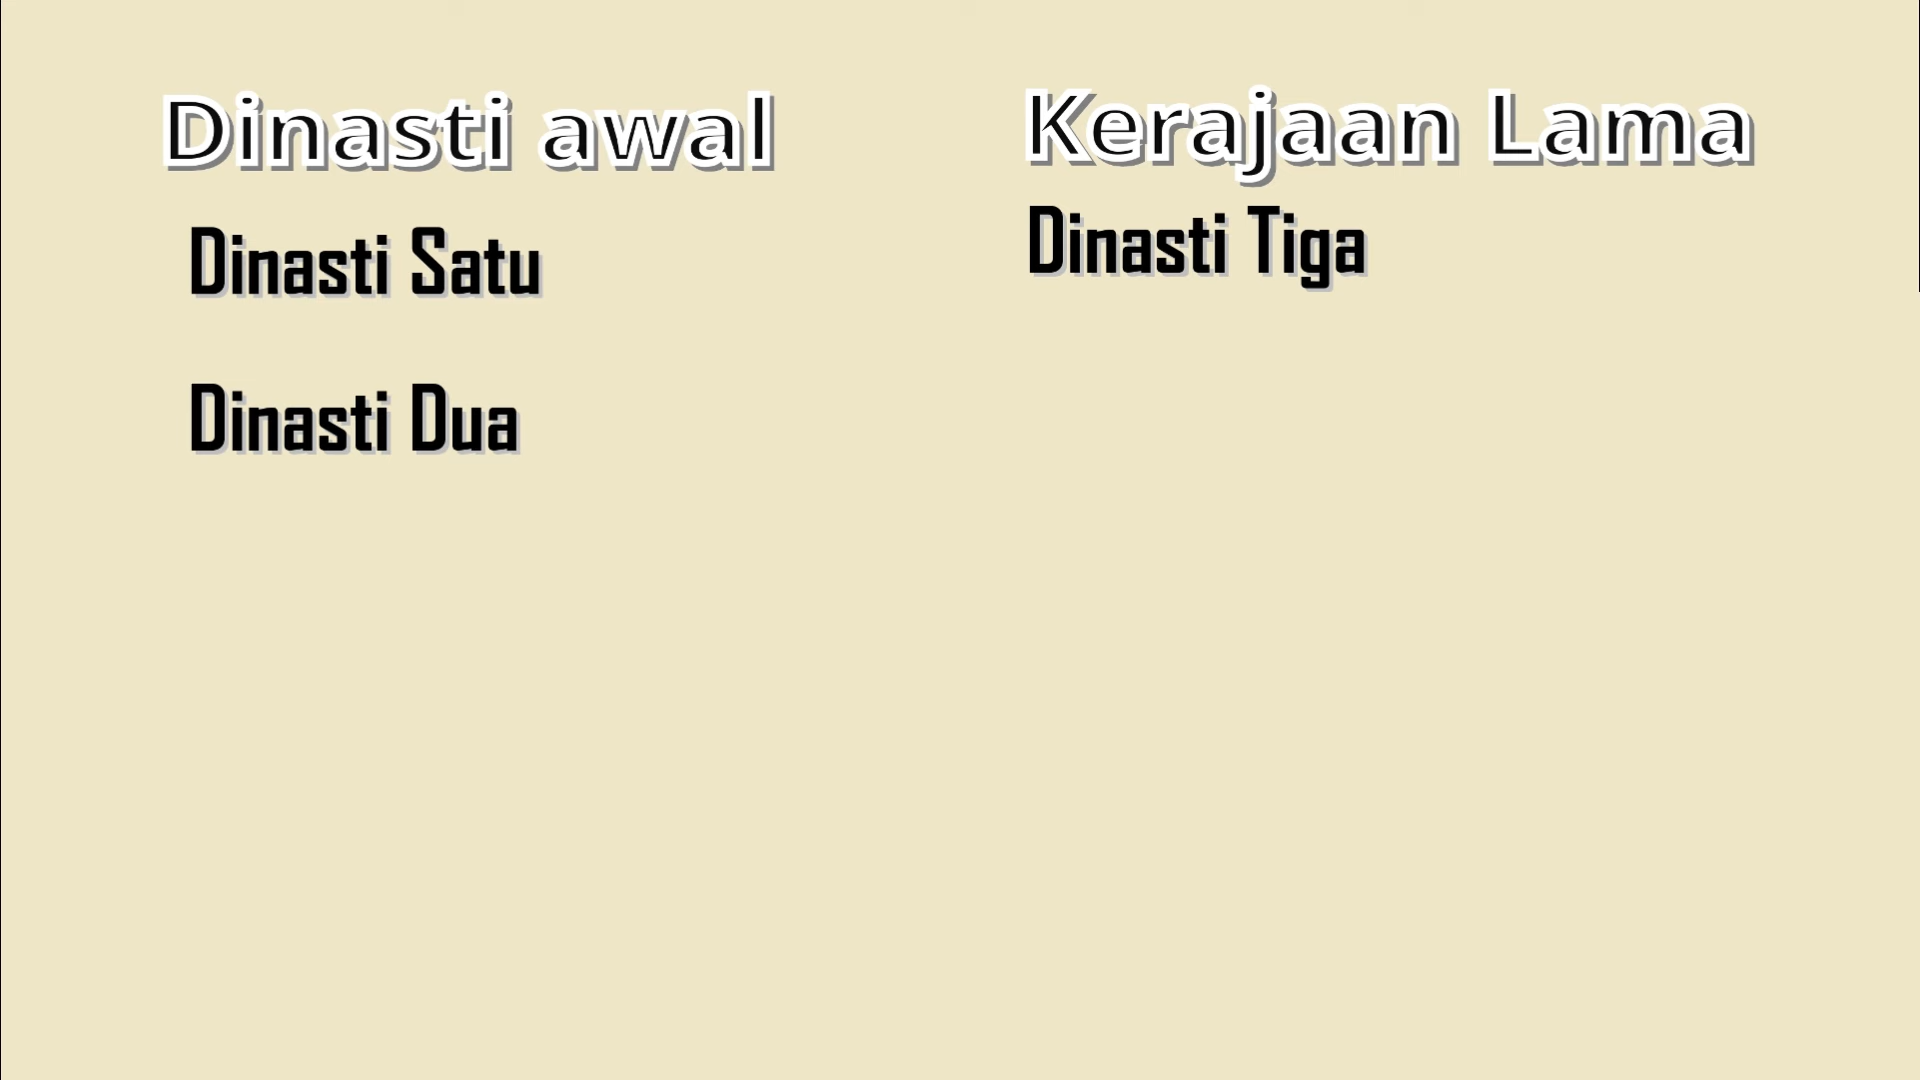 Dinasti awal
Dinasti Satu
Dinasti Dua
Kerajaan Lama
Dinasti Tiga